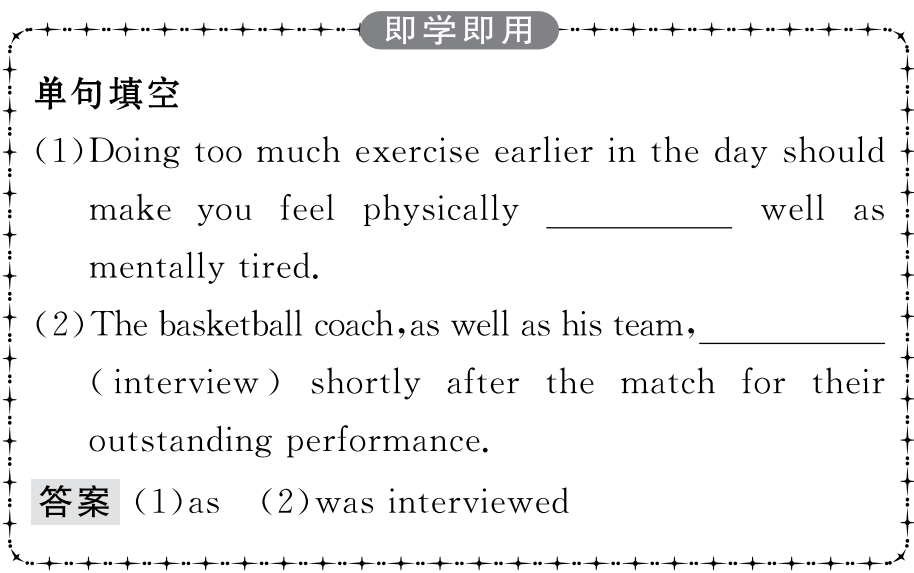 即学即用
单句填空
(1)Doing too much exercise earlier in the day should
make you feel physically __________ well as
mentally tired.
(2)The basketball coach,as well as his team,__________
(interview) shortly after the match for their
outstanding performance.
答案 (1)as (2)was interviewed